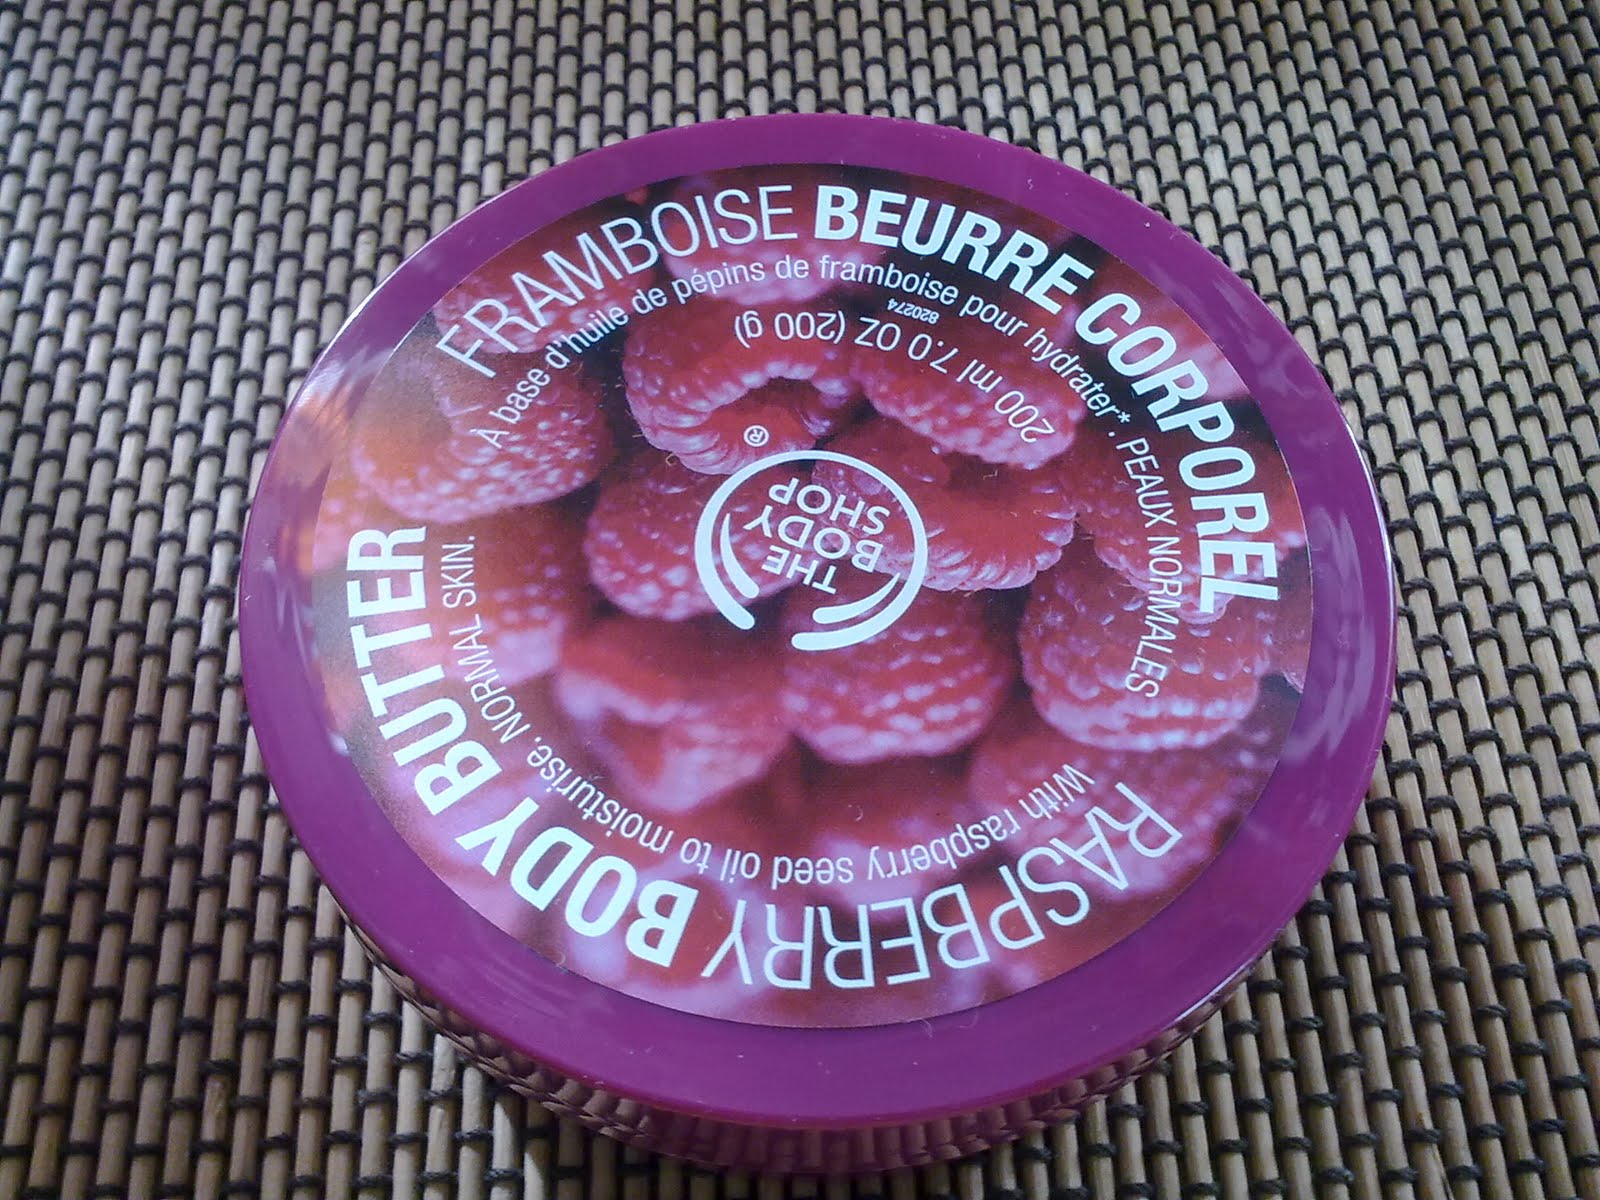 FRAMBOISE BEURRE CORPOREL
À base d'huile de pépins de framboise pour hydrater*. PEAUX NORMALES
820274
200 ml 7.0 OZ (200 g)
®
THE
BODY
SHOP
RASPBERRY BODY BUTTER
with raspberry seed oil to moisturise. NORMAL SKIN.